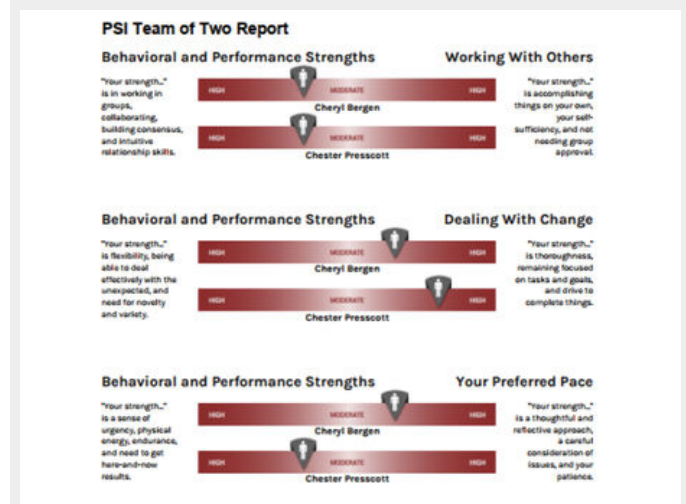 PSI Team of Two Report
Behavioral and Performance Strengths
Working With Others
"Your strength..."
is in working in
groups,
collaborating,
building consensus,
and intuitive
relationship skills.
HIGH
MODERATE
HIGH
Cheryl Bergen
HIGH
MODERATE
HIGH
Chester Presscott
"Your strength..."
is accomplishing
things on your own,
your self-
sufficiency, and not
needing group
approval.
Behavioral and Performance Strengths
Dealing With Change
"Your strength..."
is flexibility, being
able to deal
effectively with the
unexpected, and
need for novelty
and variety.
HIGH
MODERATE
HIGH
Cheryl Bergen
HIGH
MODERATE
HIGH
Chester Presscott
"Your strength..."
is thoroughness,
remaining focused
on tasks and goals,
and drive to
complete things.
Behavioral and Performance Strengths
Your Preferred Pace
"Your strength..."
is a sense of
urgency, physical
energy, endurance,
and need to get
here-and-now
results.
HIGH
MODERATE
HIGH
Cheryl Bergen
HIGH
MODERATE
HIGH
Chester Presscott
"Your strength..."
is a thoughtful and
reflective approach,
a careful
consideration of
issues, and your
patience.